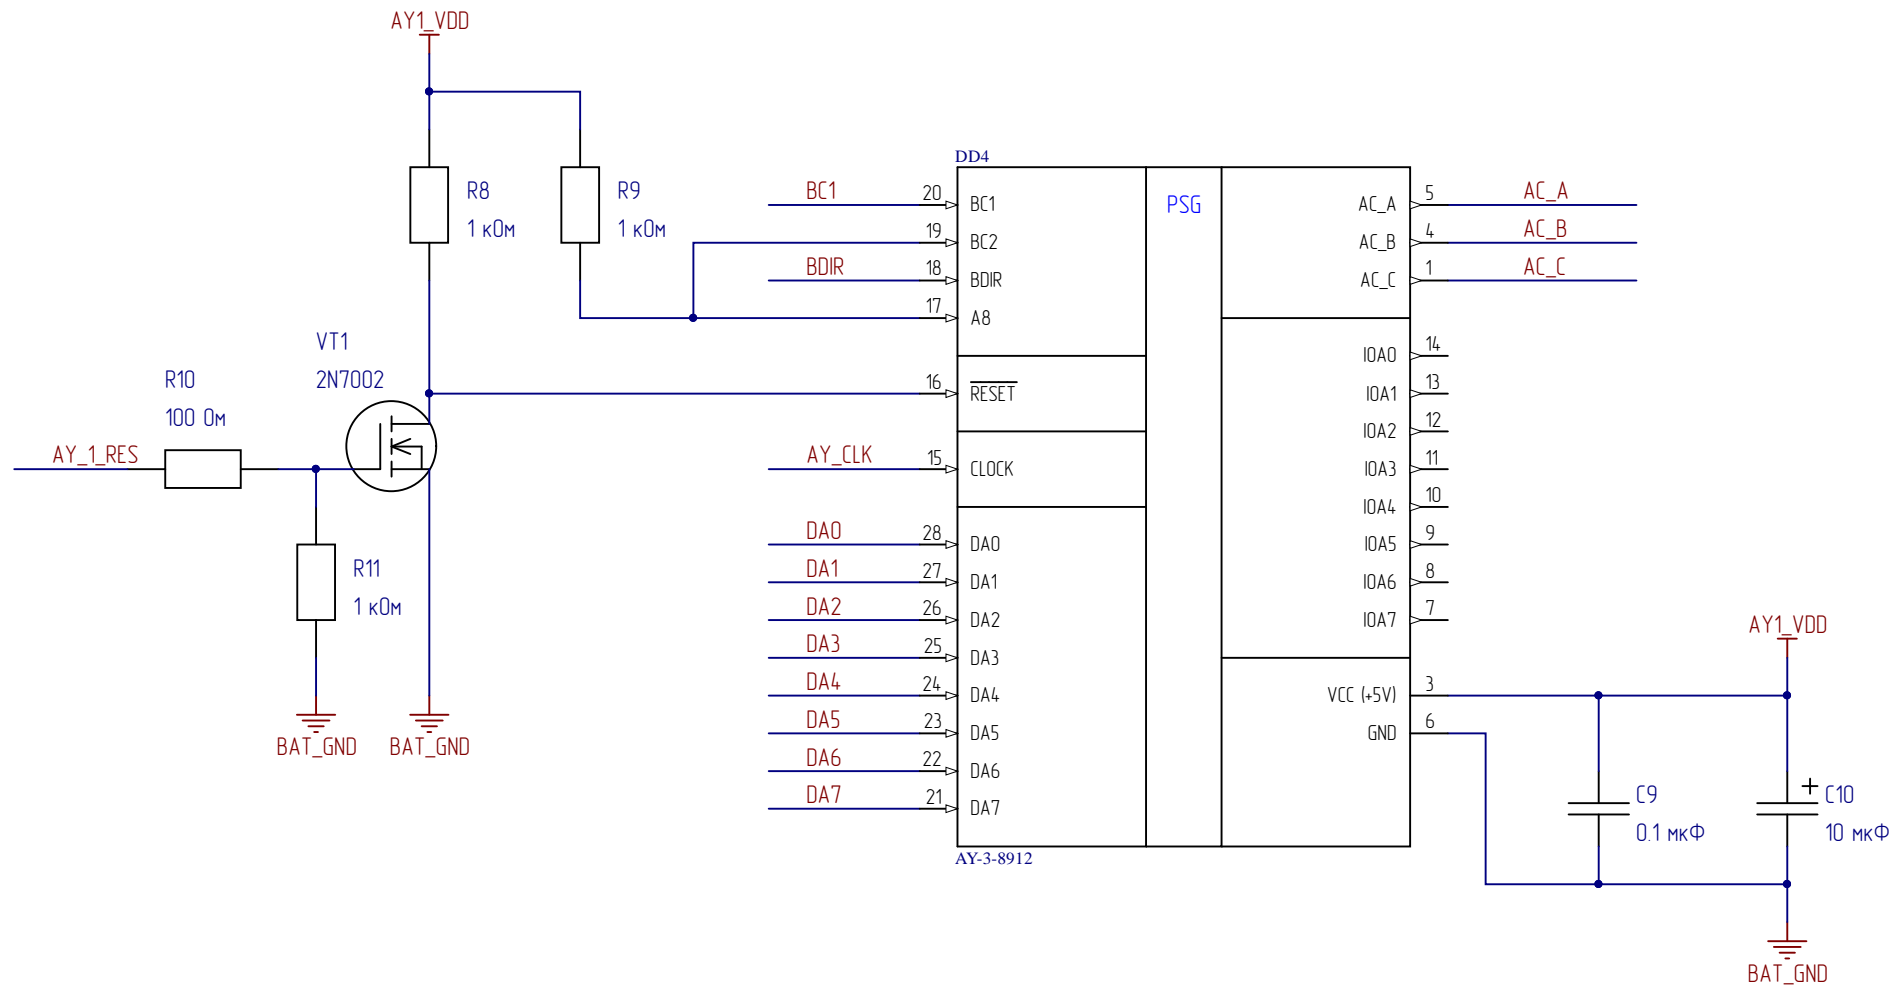 AY1_VDD
R8
1 кОм
R9
1 кОм
VT1
2N7002
R10
100 Ом
AY_1_RES
R11
1 кОм
BAT_GND
BAT_GND
DD4
PSG
BC1
20
BC1
19
BC2
BDIR
18
BDIR
17
A8
16
RESET
AY_CLK
15
CLOCK
DA0
28
DA0
DA1
27
DA1
DA2
26
DA2
DA3
25
DA3
DA4
24
DA4
DA5
23
DA5
DA6
22
DA6
DA7
21
DA7
AY-3-8912
AC_A
5
AC_A
AC_B
4
AC_B
AC_C
1
AC_C
IOA0
14
IOA1
13
IOA2
12
IOA3
11
IOA4
10
IOA5
9
IOA6
8
IOA7
7
VCC (+5V)
3
GND
6
AY1_VDD
C9
0.1 мкФ
+
C10
10 мкФ
BAT_GND